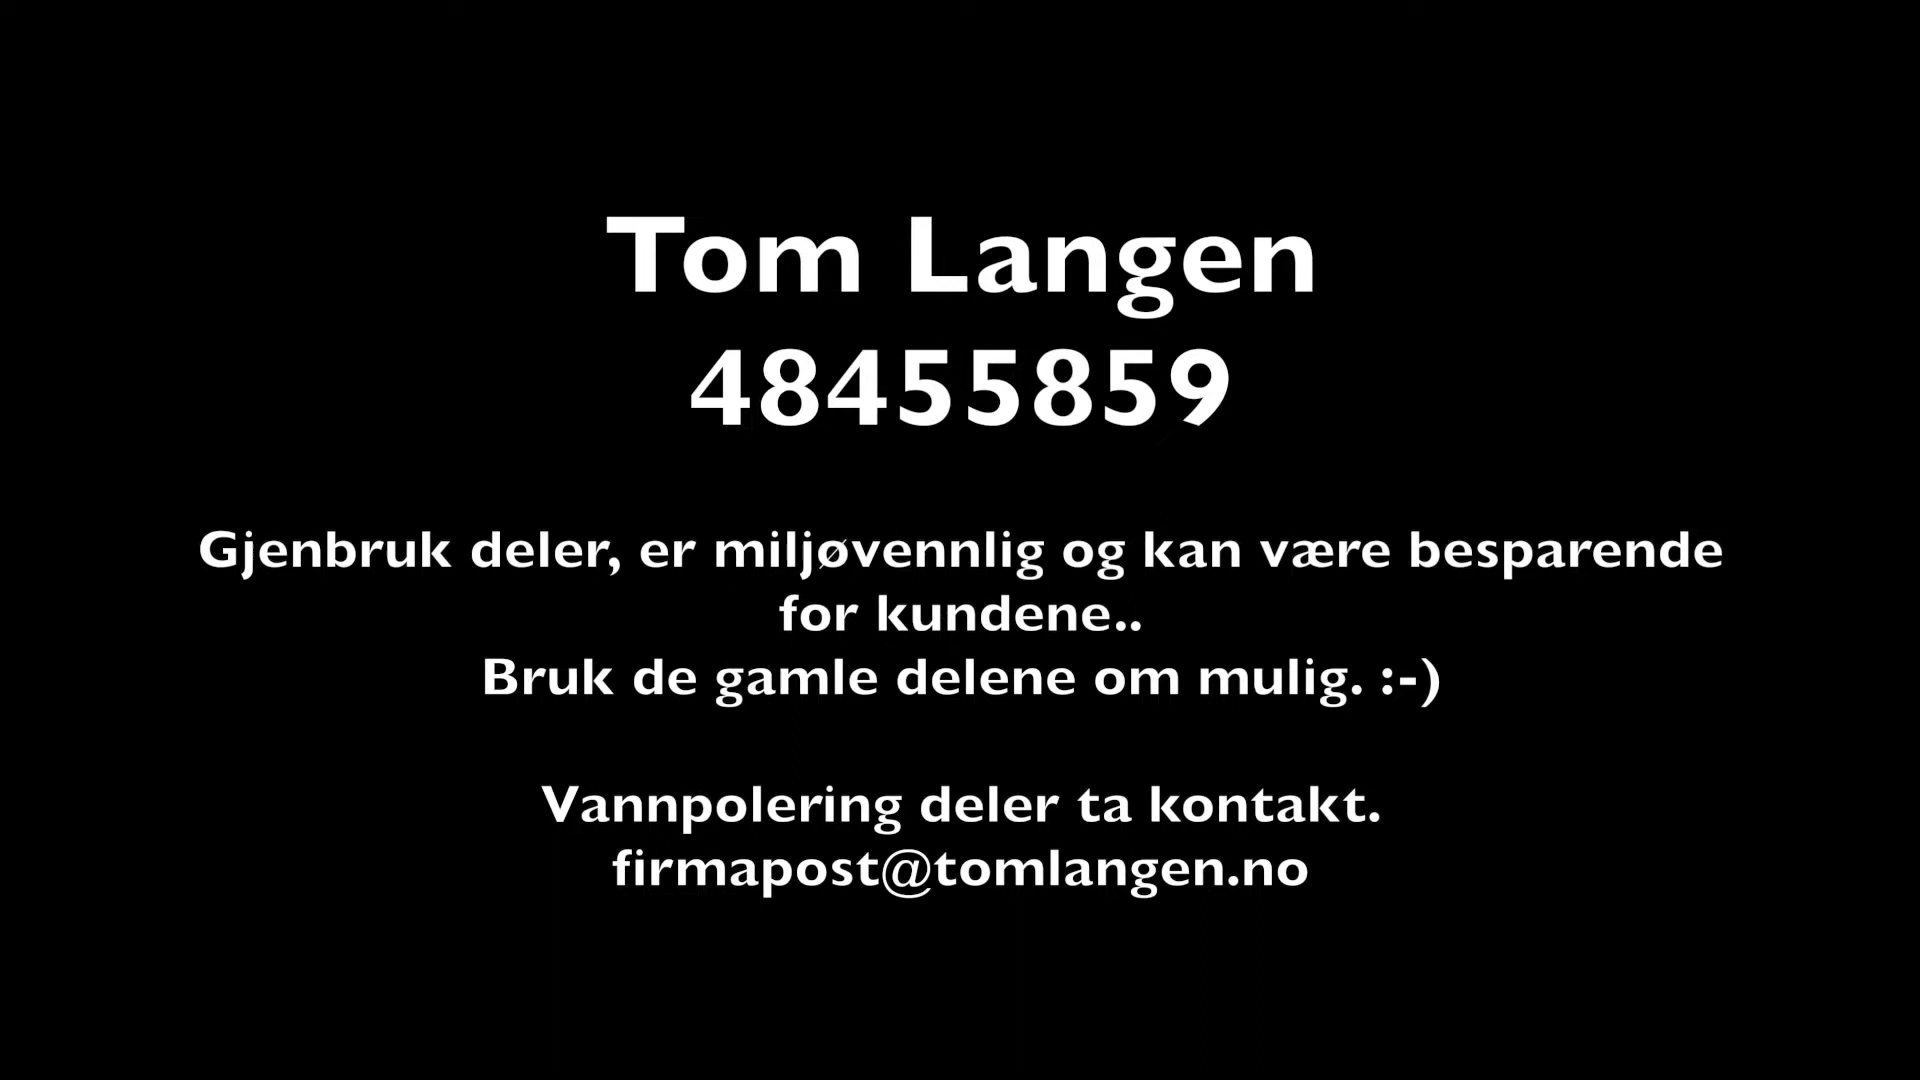 Tom Langen
48455859
Gjenbruk deler, er miljøvennlig og kan være besparende
for kundene..
Bruk de gamle delene om mulig. :-)
Vannpolering deler ta kontakt.
firmapost@tomlangen.no